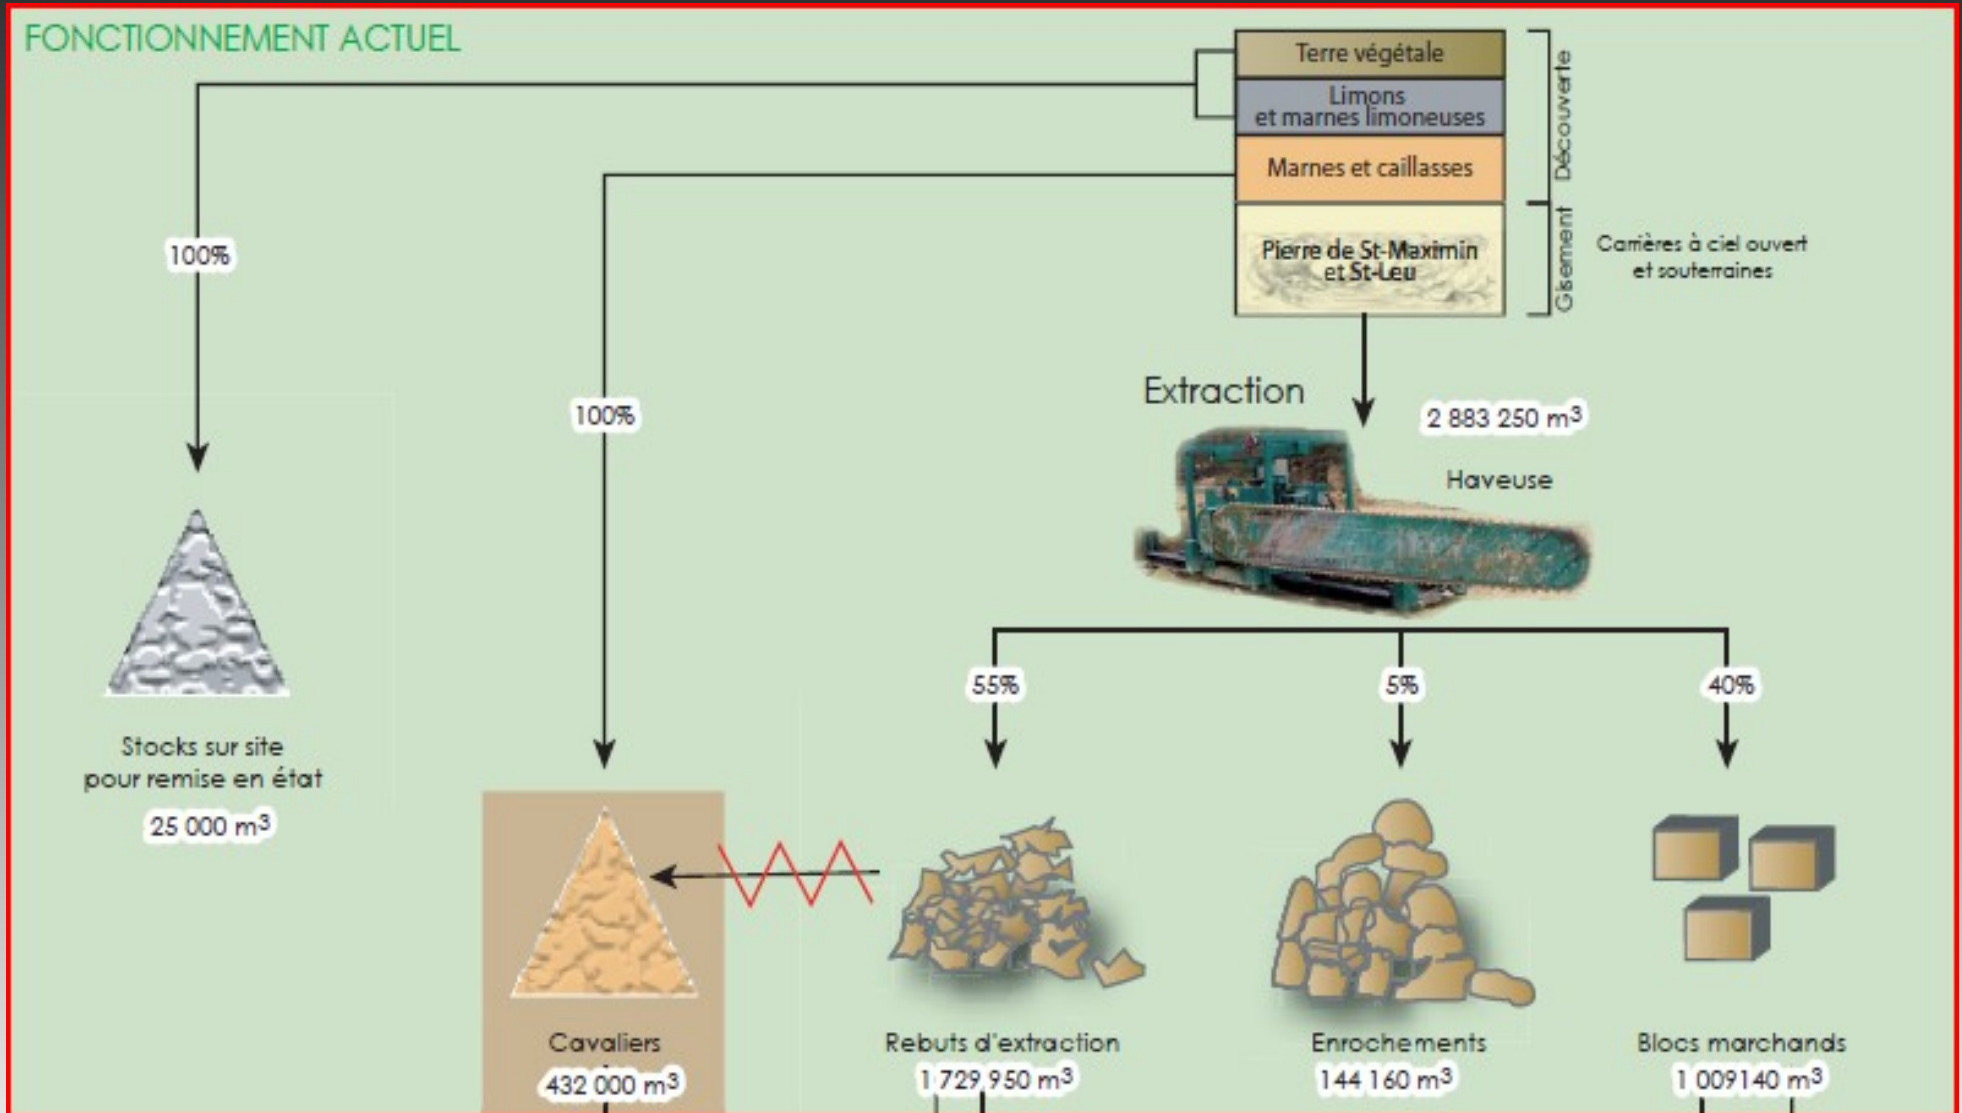 FONCTIONNEMENT ACTUEL
Terre végétale
Limons
et marnes limoneuses
Marnes et caillasses
Pierre de St-Maximin
et St-Leu
Découverte
Gisement
Carrières à ciel ouvert
et souterraines
100%
100%
Extraction
2 883 250 m³
Haveuse
55%
5%
40%
Stocks sur site
pour remise en état
25 000 m³
Cavaliers
432 000 m³
Rebuts d'extraction
1 729,950 m³
Enrochements
144 160 m³
Blocs marchands
1 009140 m³